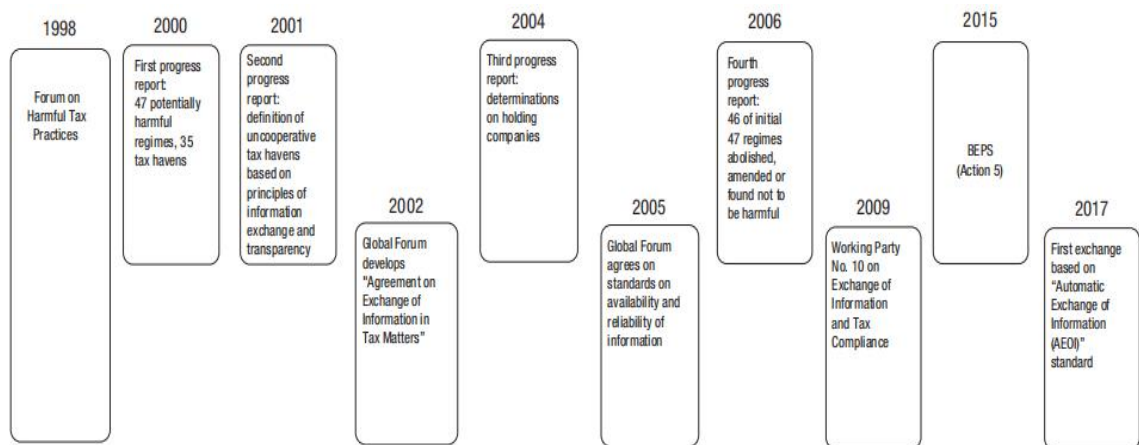 1998
Forum on
Harmful Tax
Practices
2000
First progress
report:
47 potentially
harmful
regimes, 35
tax havens
2001
Second
progress
report:
definition of
uncooperative
tax havens
based on
principles of
information
exchange and
transparency
2002
Global Forum
develops
"Agreement on
Exchange of
Information in
Tax Matters"
2004
Third progress
report:
determinations
on holding
companies
2005
Global Forum
agrees on
standards on
availability and
reliability of
information
2006
Fourth
progress
report:
46 of initial
47 regimes
abolished,
amended or
found not to
be harmful
2009
Working Party
No. 10 on
Exchange of
Information
and Tax
Compliance
2015
BEPS
(Action 5)
2017
First exchange
based on
“Automatic
Exchange of
Information
(AEOI)”
standard